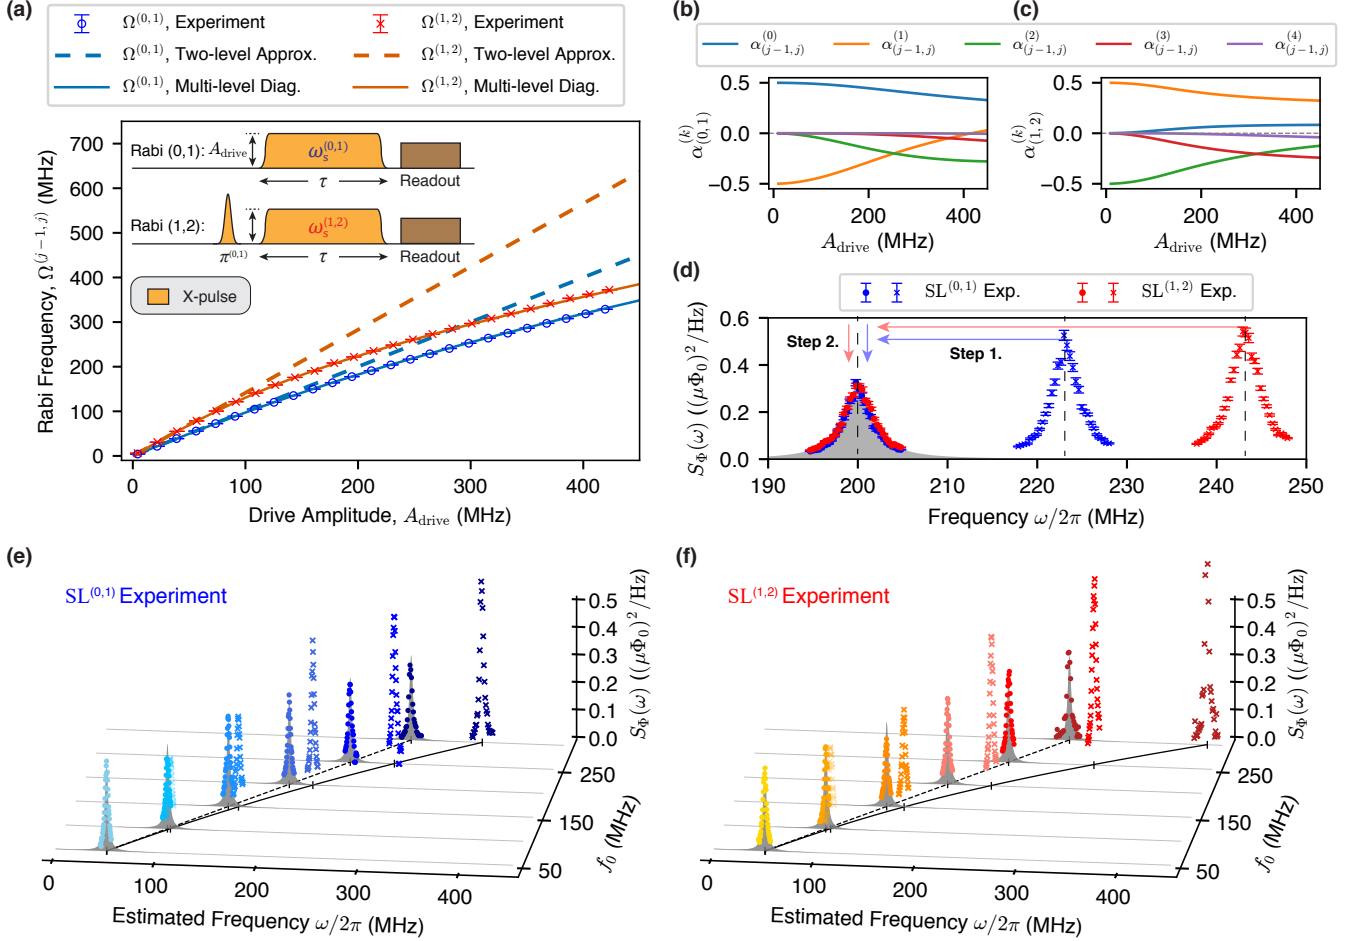 (a)
Ω^(0,1), Experiment
Ω^(1,2), Experiment
Ω^(0,1), Two-level Approx.
Ω^(1,2), Two-level Approx.
Ω^(0,1), Multi-level Diag.
Ω^(1,2), Multi-level Diag.
Rabi Frequency, Ω^(j−1,j) (MHz)
700
600
500
400
300
200
100
0
Rabi (0,1):
A_drive
ω_s^(0,1)
τ
Readout
Rabi (1,2):
π^(0,1)
ω_s^(1,2)
τ
Readout
X-pulse
0
100
200
300
400
Drive Amplitude, A_drive (MHz)
(b)
(c)
α_(j−1,j)^(0)
α_(j−1,j)^(1)
α_(j−1,j)^(2)
α_(j−1,j)^(3)
α_(j−1,j)^(4)
α_(0,1)^(k)
0.5
0.0
−0.5
0
200
400
A_drive (MHz)
α_(1,2)^(k)
0.5
0.0
−0.5
0
200
400
A_drive (MHz)
(d)
SL^(0,1) Exp.
SL^(1,2) Exp.
S_Φ(ω) ((μΦ_0)^2/Hz)
0.6
0.4
0.2
0.0
Step 2.
Step 1.
190
200
210
220
230
240
250
Frequency ω/2π (MHz)
(e)
SL^(0,1) Experiment
0.5
0.4
0.3
0.2
0.1
0.0
S_Φ(ω) ((μΦ_0)^2/Hz)
250
150
50
f_0 (MHz)
0
100
200
300
400
Estimated Frequency ω/2π (MHz)
(f)
SL^(1,2) Experiment
0.5
0.4
0.3
0.2
0.1
0.0
S_Φ(ω) ((μΦ_0)^2/Hz)
250
150
50
f_0 (MHz)
0
100
200
300
400
Estimated Frequency ω/2π (MHz)